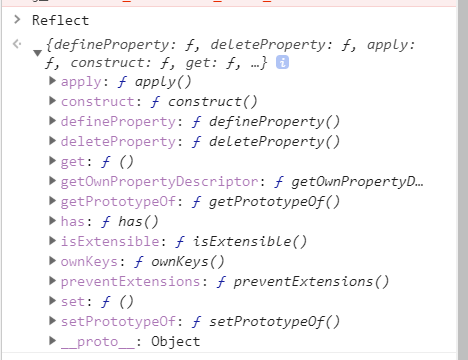 Reflect
{defineProperty: ƒ, deleteProperty: ƒ, apply:
ƒ, construct: ƒ, get: ƒ, …}
apply: ƒ apply()
construct: ƒ construct()
defineProperty: ƒ defineProperty()
deleteProperty: ƒ deleteProperty()
get: ƒ ()
getOwnPropertyDescriptor: ƒ getOwnPropertyD…
getPrototypeOf: ƒ getPrototypeOf()
has: ƒ has()
isExtensible: ƒ isExtensible()
ownKeys: ƒ ownKeys()
preventExtensions: ƒ preventExtensions()
set: ƒ ()
setPrototypeOf: ƒ setPrototypeOf()
__proto__: Object